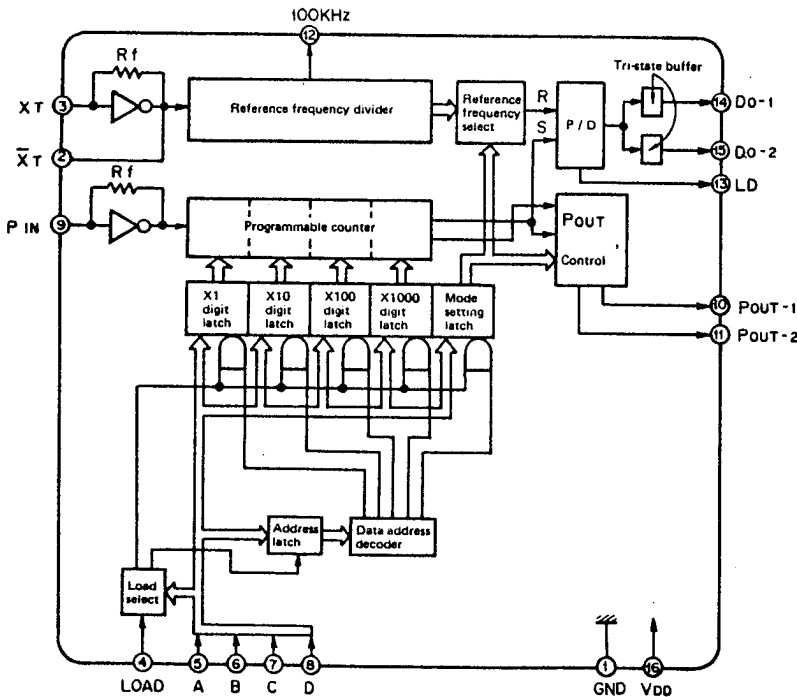 100KHz
12
Rf
Tri-state buffer
XT
3
Reference frequency divider
Reference
frequency
select
R
S
P/D
14
DO-1
X̅T
2
15
DO-2
13
LD
Rf
P IN
9
Programmable counter
POUT
Control
X1
digit
latch
X10
digit
latch
X100
digit
latch
X1000
digit
latch
Mode
setting
latch
10
POUT-1
11
POUT-2
Address
latch
Data address
decoder
Load
select
4
5
6
7
8
1
16
LOAD
A
B
C
D
GND
VDD